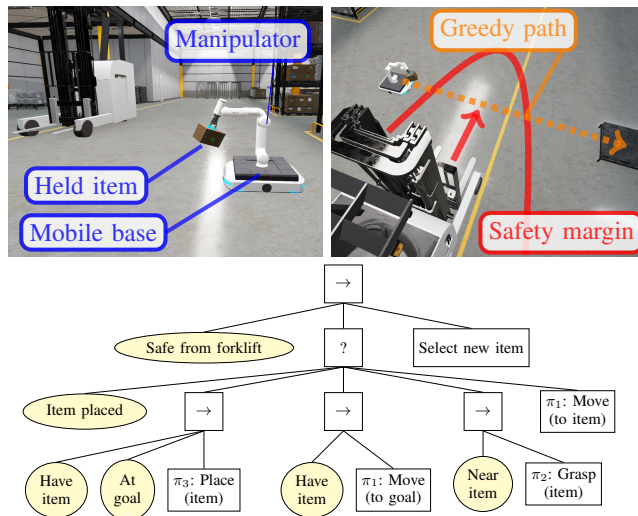 Manipulator
Held item
Mobile base
Greedy path
Safety margin
→
Safe from forklift
?
Select new item
Item placed
→
→
→
π₁: Move
(to item)
Have
item
At
goal
π₃: Place
(item)
Have
item
π₁: Move
(to goal)
Near
item
π₂: Grasp
(item)